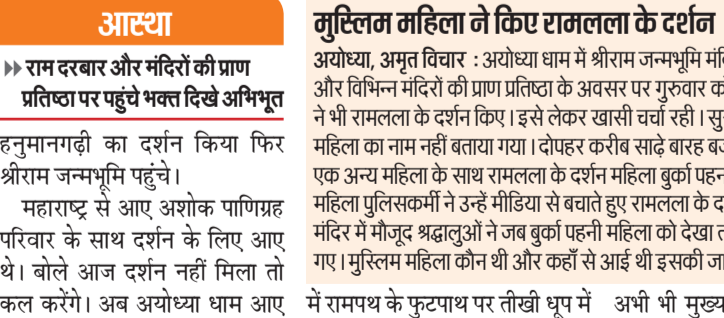 आस्था
राम दरबार और मंदिरों की प्राण
प्रतिष्ठा पर पहुंचे भक्त दिखे अभिभूत
हनुमानगढ़ी का दर्शन किया फिर
श्रीराम जन्मभूमि पहुंचे।
महाराष्ट्र से आए अशोक पाणिग्रह
परिवार के साथ दर्शन के लिए आए
थे। बोले आज दर्शन नहीं मिला तो
कल करेंगे। अब अयोध्या धाम आए
मुस्लिम महिला ने किए रामलला के दर्शन
अयोध्या, अमृत विचार : अयोध्या धाम में श्रीराम जन्मभूमि
और विभिन्न मंदिरों की प्राण प्रतिष्ठा के अवसर पर गुरुवार
ने भी रामलला के दर्शन किए। इसे लेकर खासी चर्चा रही।
महिला का नाम नहीं बताया गया। दोपहर करीब साढ़े बारह
एक अन्य महिला के साथ रामलला के दर्शन महिला बुर्का
महिला पुलिसकर्मी ने उन्हें मीडिया से बचाते हुए रामलला के
मंदिर में मौजूद श्रद्धालुओं ने जब बुर्का पहनी महिला को देखा
गए। मुस्लिम महिला कौन थी और कहाँ से आई थी इसकी
में रामपथ के फुटपाथ पर तीखी धूप में
अभी भी मुख्य